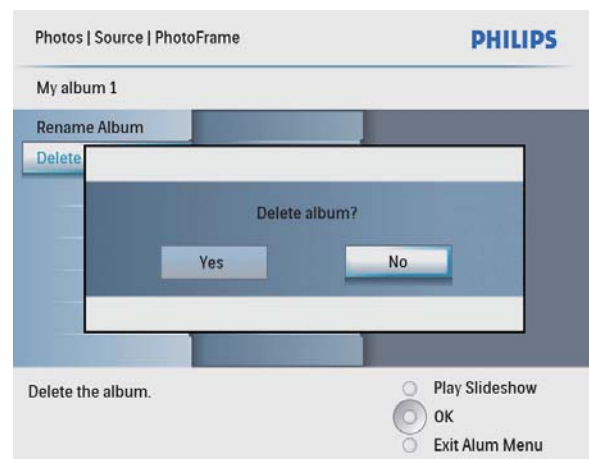 Photos | Source | PhotoFrame
PHILIPS
My album 1
Rename Album
Delete
Delete album?
Yes
No
Delete the album.
Play Slideshow
OK
Exit Alum Menu